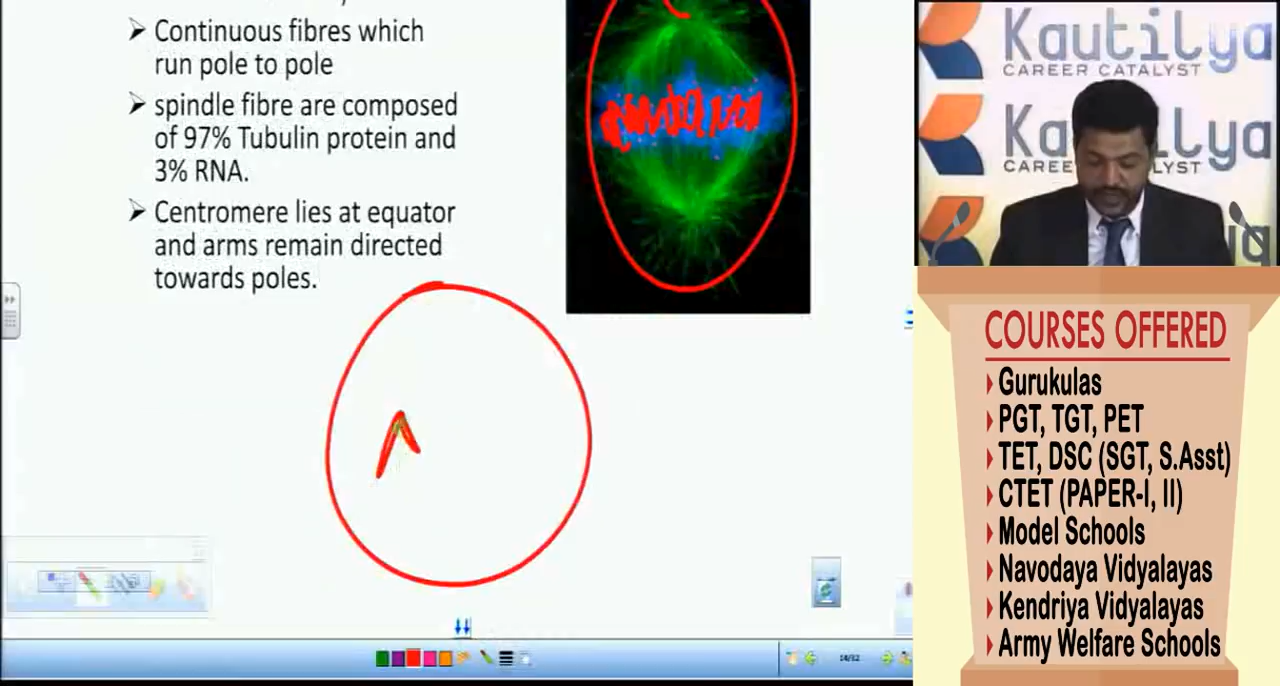 Continuous fibres which
run pole to pole
spindle fibre are composed
of 97% Tubulin protein and
3% RNA.
Centromere lies at equator
and arms remain directed
towards poles.
14/32
Kautilya
CAREER CATALYST
Kautilya
CAREER CATALYST
COURSES OFFERED
Gurukulas
PGT, TGT, PET
TET, DSC (SGT, S.Asst)
CTET (PAPER-I, II)
Model Schools
Navodaya Vidyalayas
Kendriya Vidyalayas
Army Welfare Schools